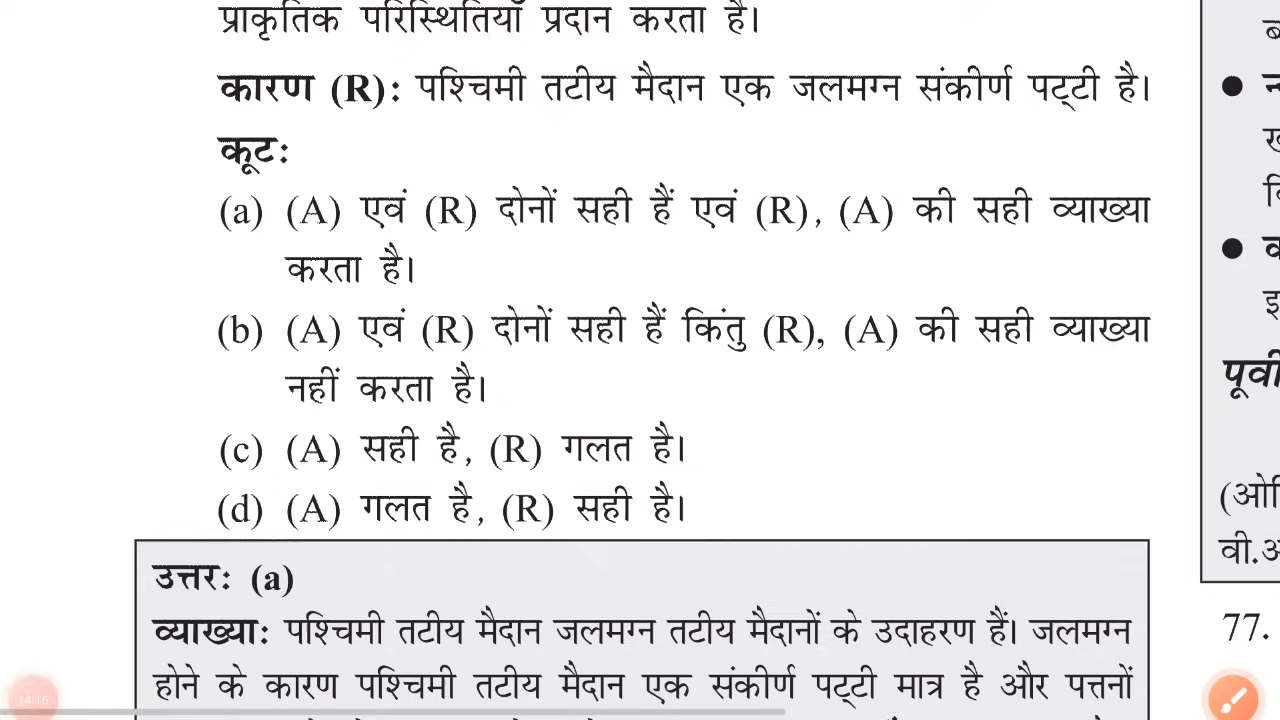 प्राकृतिक परिस्थितियाँ प्रदान करता है।
कारण (R): पश्चिमी तटीय मैदान एक जलमग्न संकीर्ण पट्टी है।
कूटः
(a) (A) एवं (R) दोनों सही हैं एवं (R), (A) की सही व्याख्या
करता है।
(b) (A) एवं (R) दोनों सही हैं किंतु (R), (A) की सही व्याख्या
नहीं करता है।
(c) (A) सही है, (R) गलत है।
(d) (A) गलत है, (R) सही है।
उत्तरः (a)
व्याख्याः पश्चिमी तटीय मैदान जलमग्न तटीय मैदानों के उदाहरण हैं। जलमग्न
होने के कारण पश्चिमी तटीय मैदान एक संकीर्ण पट्टी मात्र है और पत्तनों
14:16
77.